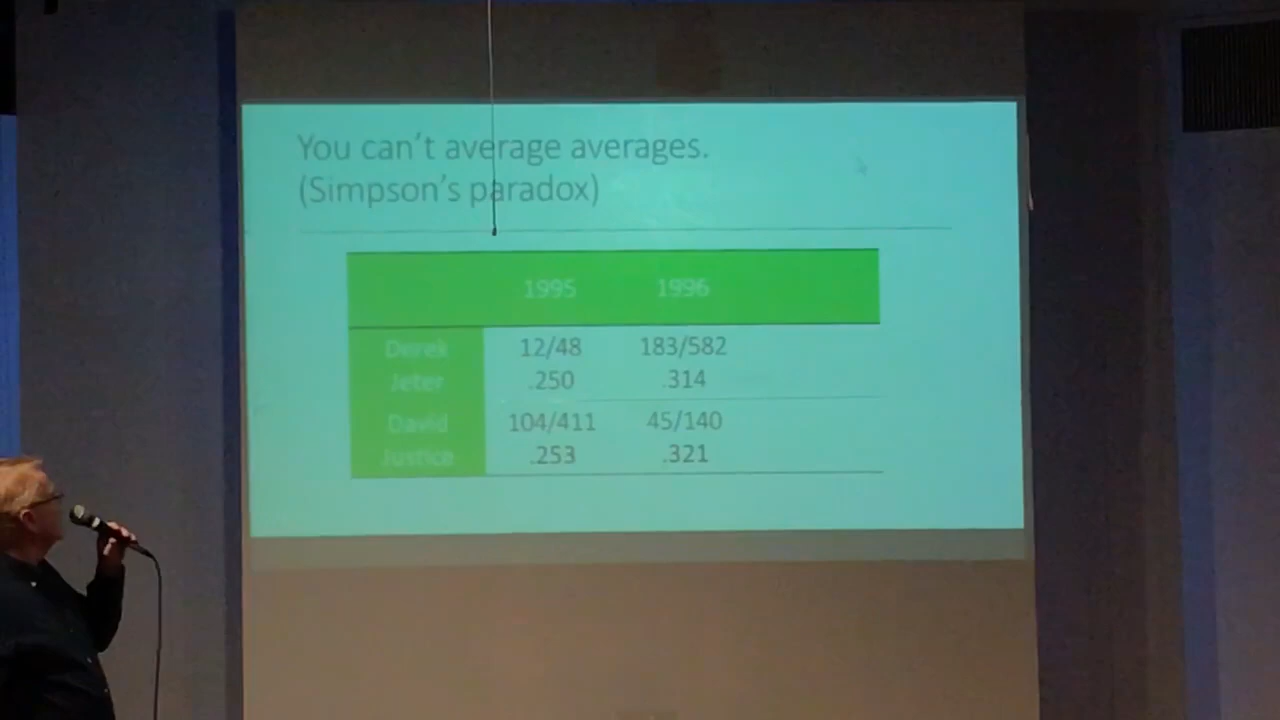 You can't average averages.
(Simpson's paradox)
1995 1996
Derek 12/48 183/582
Jeter .250 .314
David 104/411 45/140
Justice .253 .321